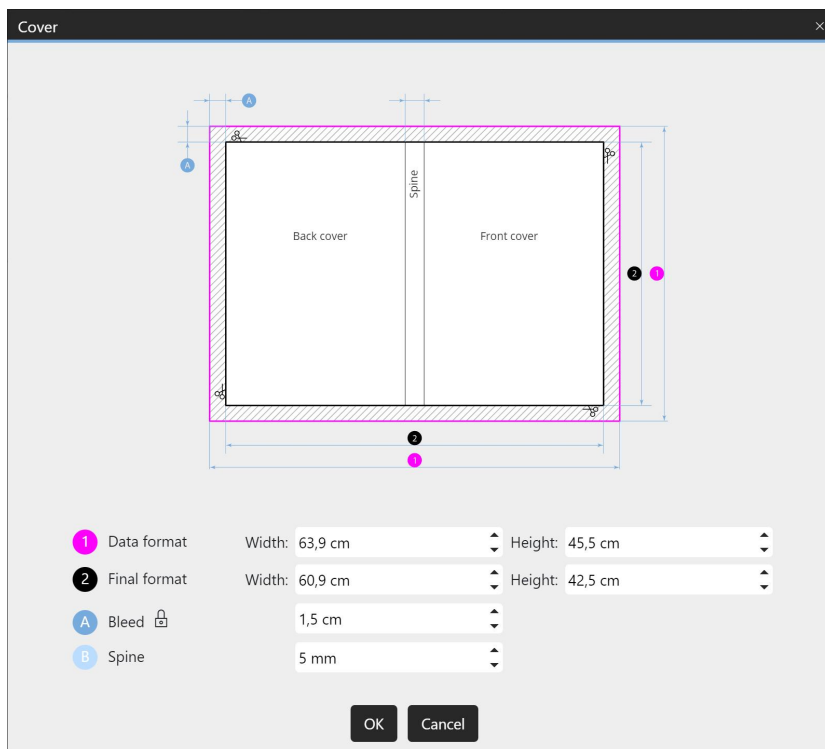 Cover
A
A
Spine
Back cover
Front cover
2
1
2
1
1 Data format Width: 63,9 cm Height: 45,5 cm
2 Final format Width: 60,9 cm Height: 42,5 cm
A Bleed 1,5 cm
B Spine 5 mm
OK Cancel